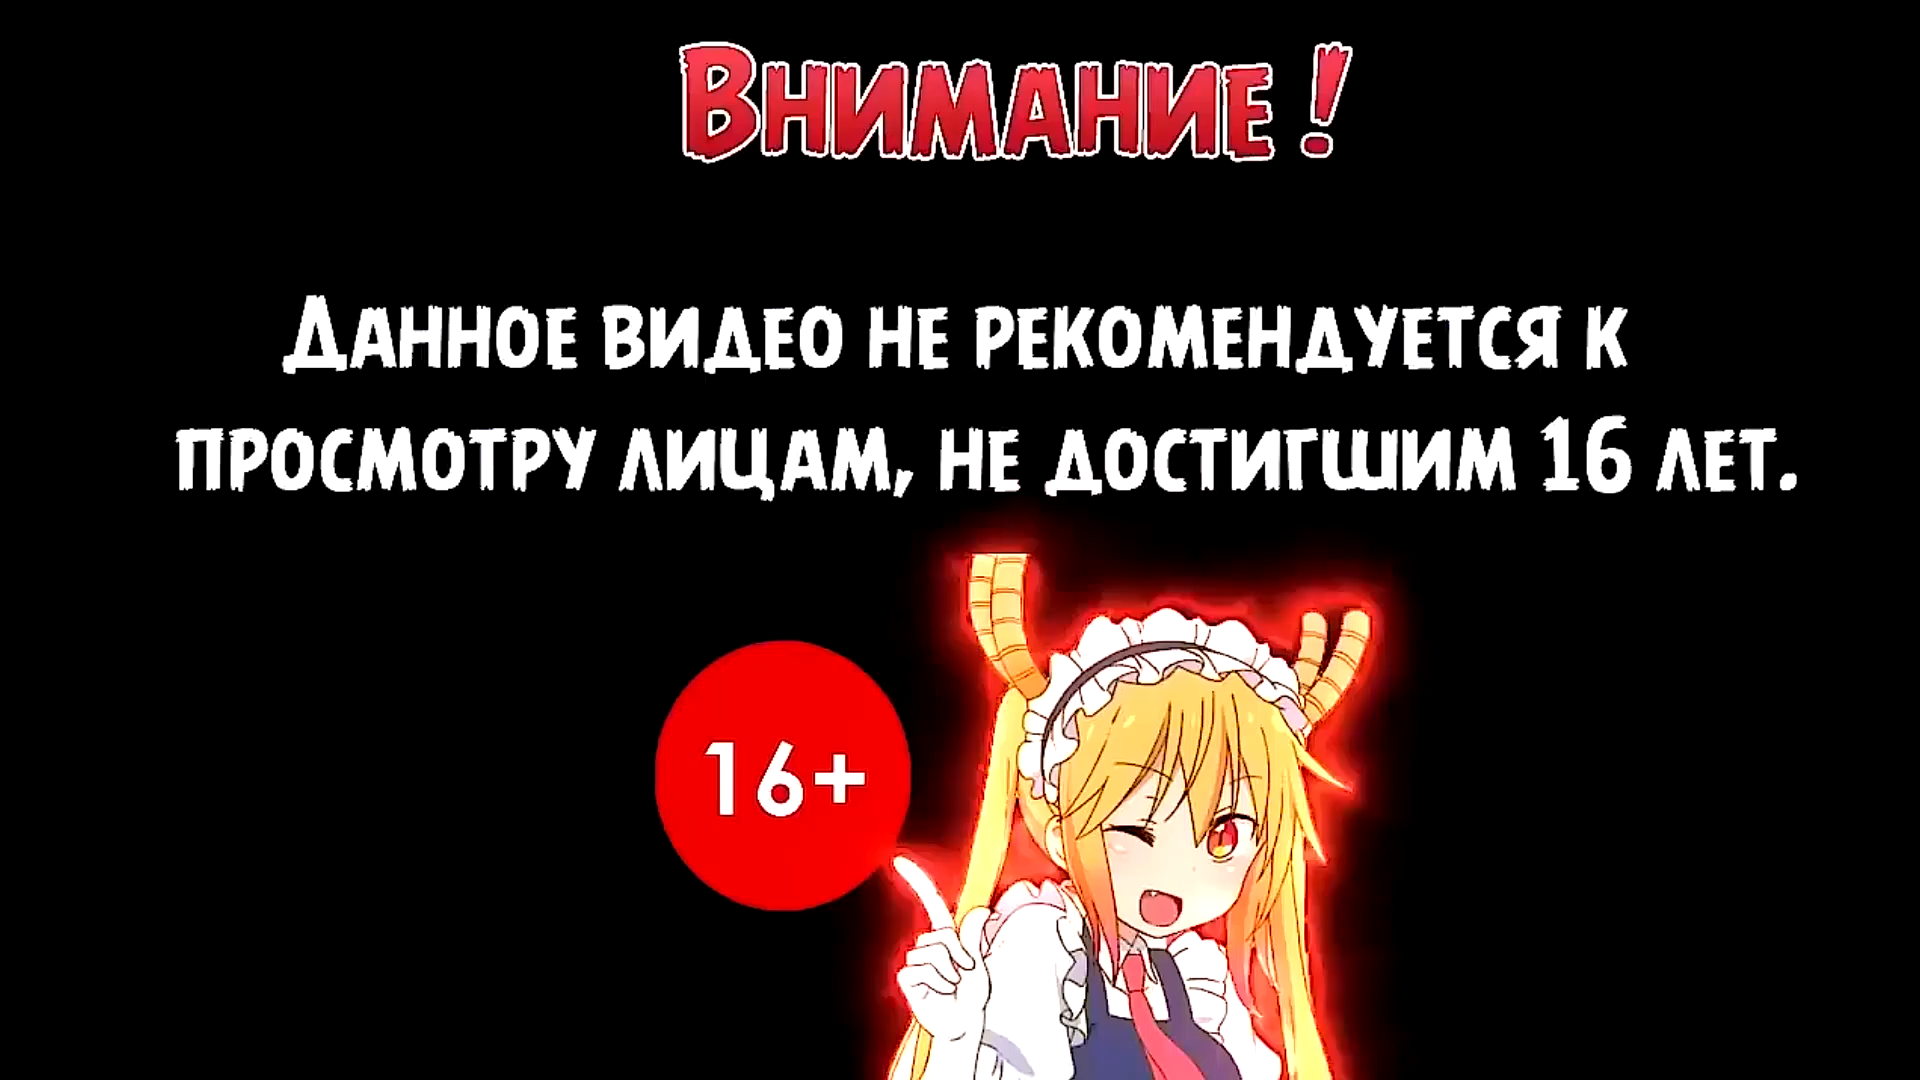 Внимание !
Данное видео не рекомендуется к
просмотру лицам, не достигшим 16 лет.
16+